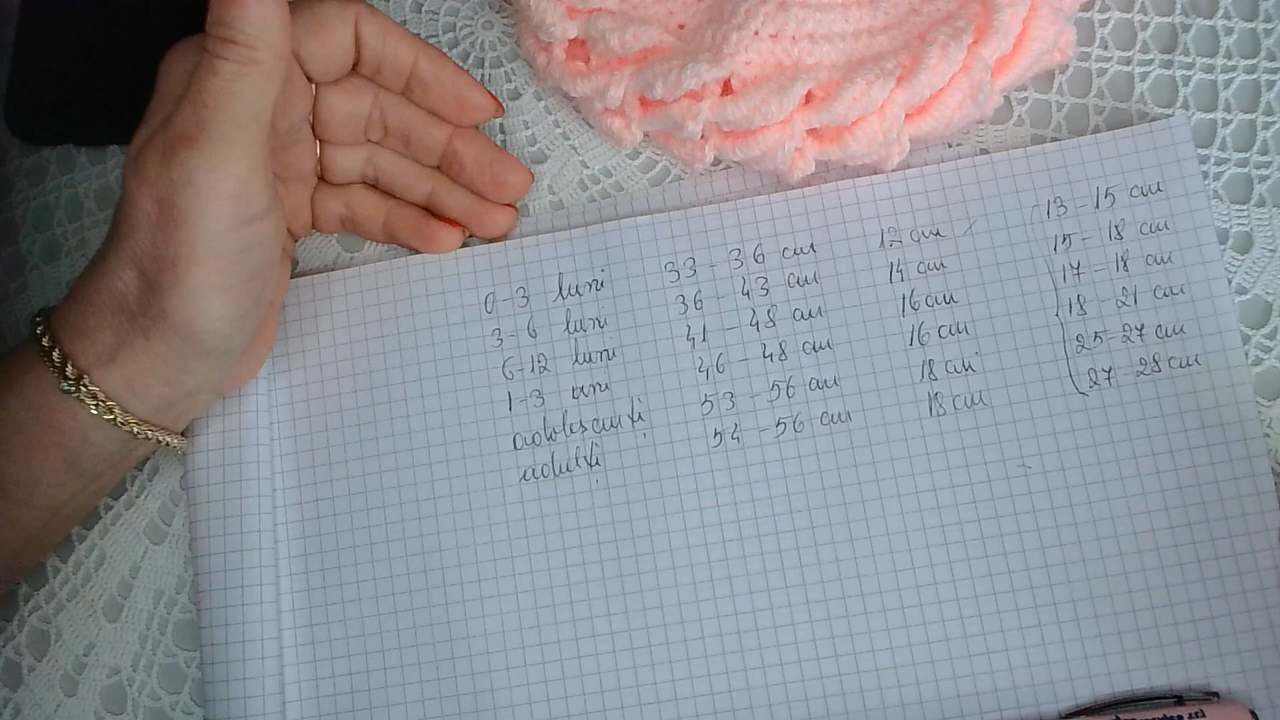 0-3 luni 33-36 cm 12 cm 13-15 cm
3-6 luni 36-43 cm 14 cm 15-18 cm
6-12 luni 41-48 cm 16 cm 17-18 cm
1-3 ani 46-48 cm 16 cm 18-21 cm
adolescenți 53-56 cm 18 cm 25-27 cm
adulți 54-56 cm 18 cm 27-28 cm